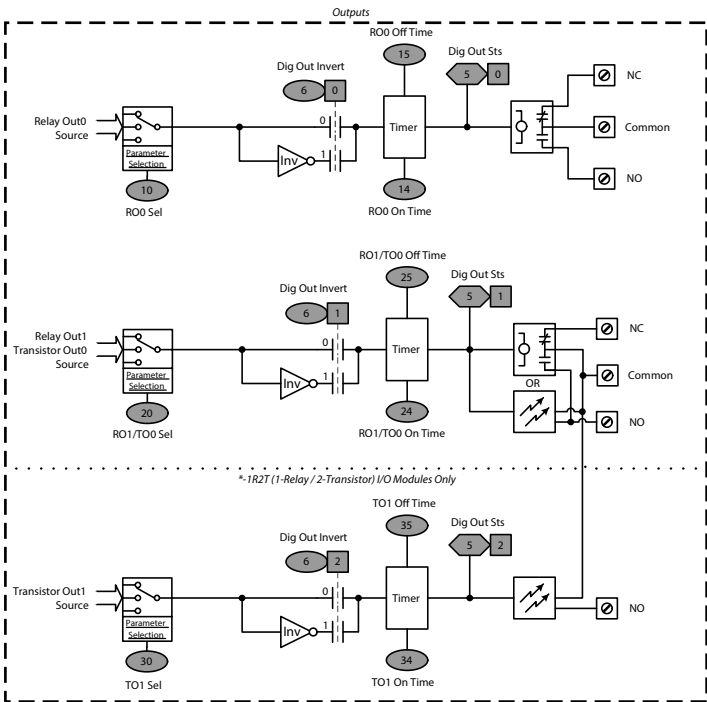 Outputs
RO0 Off Time
15
Dig Out Sts
5 0
Dig Out Invert
6 0
NC
Relay Out0
Source
0
Timer
Common
Parameter
Selection
Inv
1
10
14
NO
RO0 Sel
RO0 On Time
RO1/TO0 Off Time
25
Dig Out Sts
5 1
Dig Out Invert
6 1
NC
Relay Out1
Transistor Out0
Source
0
Timer
Common
Parameter
Selection
Inv
1
OR
20
24
NO
RO1/TO0 Sel
RO1/TO0 On Time
*-1R2T (1-Relay / 2-Transistor) I/O Modules Only
TO1 Off Time
35
Dig Out Sts
5 2
Dig Out Invert
6 2
Transistor Out1
Source
0
Timer
NO
Parameter
Selection
Inv
1
30
34
TO1 Sel
TO1 On Time